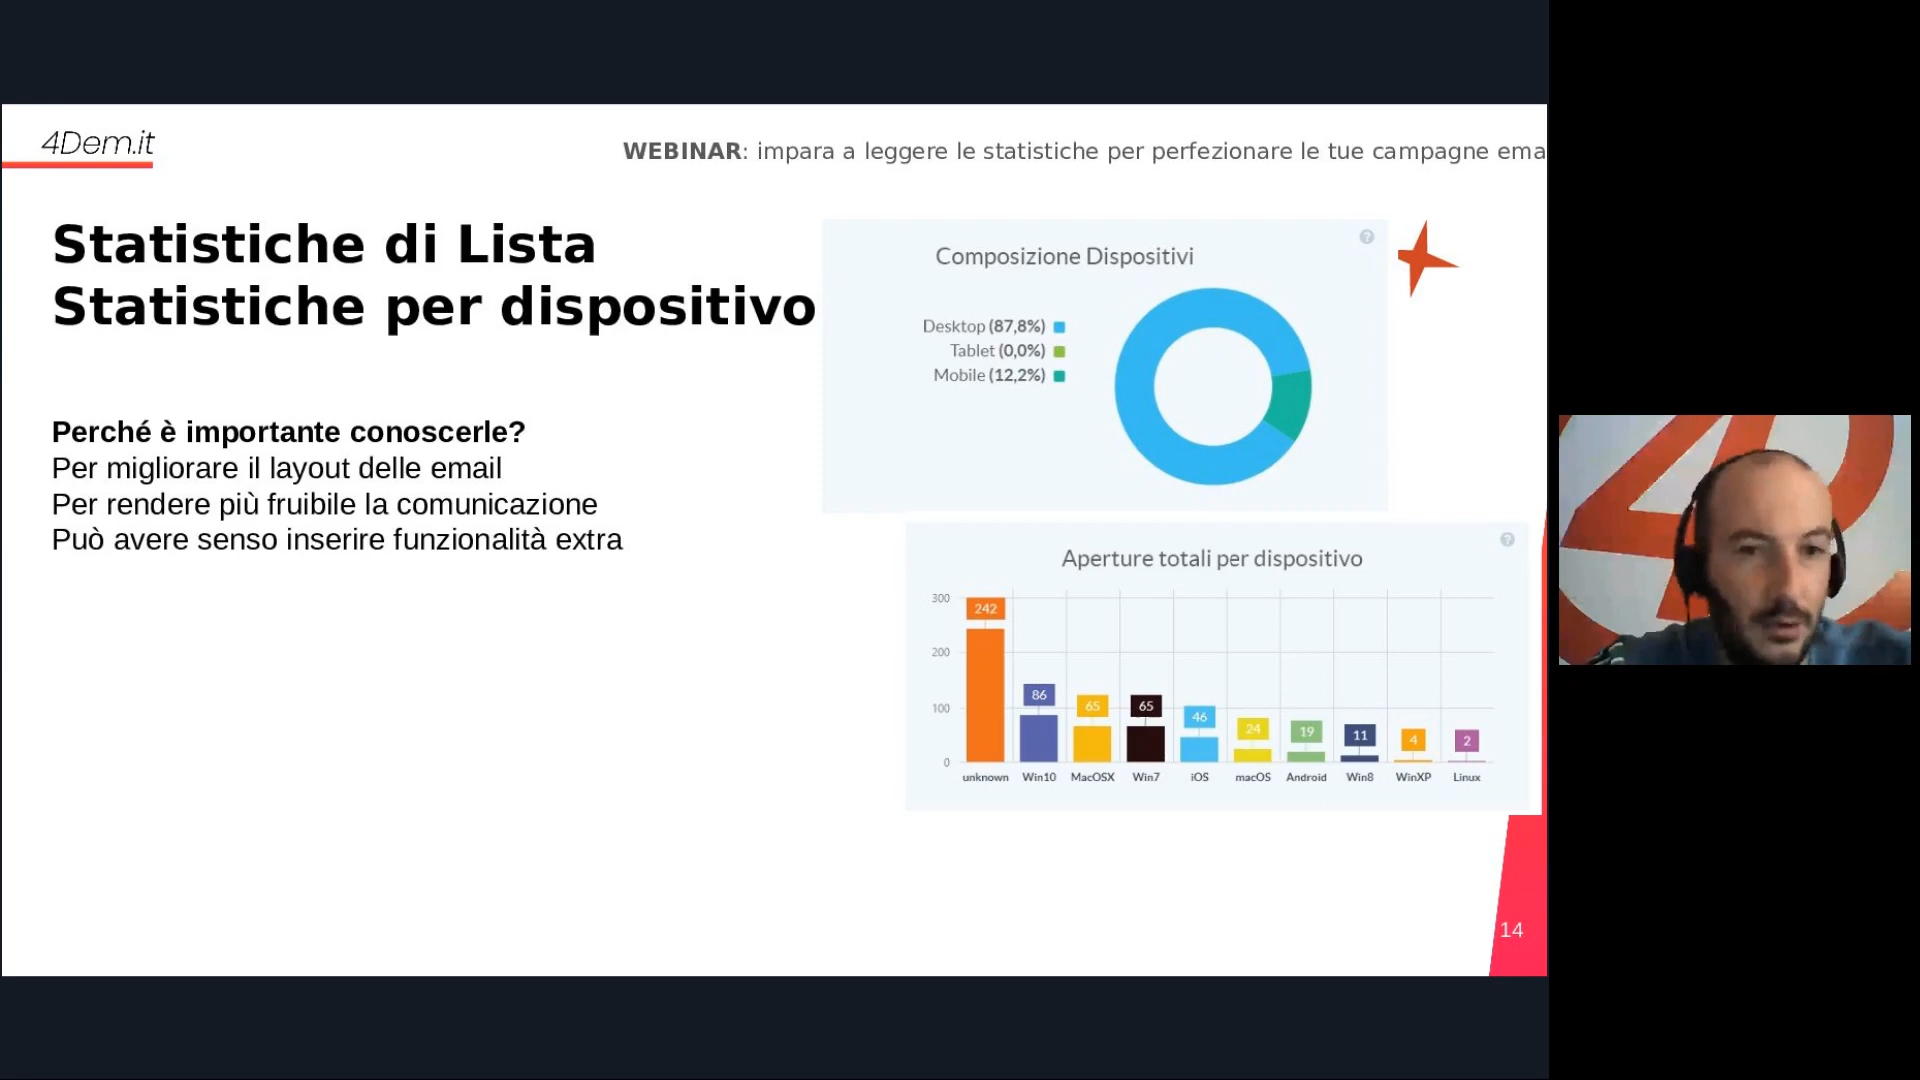 4Dem.it
WEBINAR: impara a leggere le statistiche per perfezionare le tue campagne ema
Statistiche di Lista
Statistiche per dispositivo
Perché è importante conoscerle?
Per migliorare il layout delle email
Per rendere più fruibile la comunicazione
Può avere senso inserire funzionalità extra
Composizione Dispositivi
?
Desktop (87,8%)
Tablet (0,0%)
Mobile (12,2%)
Aperture totali per dispositivo
?
300
200
100
0
242
86
65
65
46
24
19
11
4
2
unknown Win10 MacOSX Win7 iOS macOS Android Win8 WinXP Linux
14